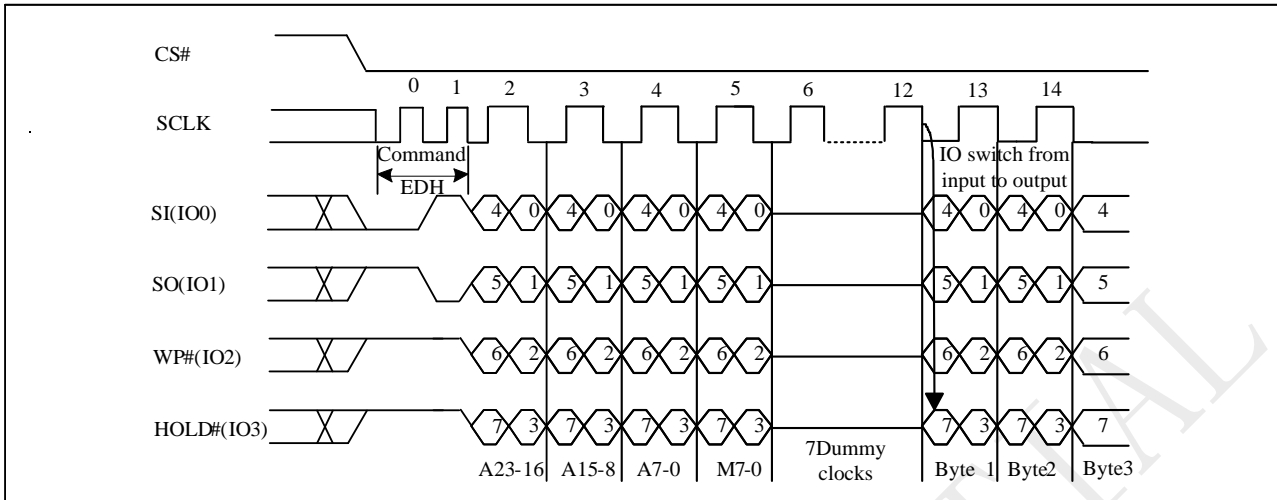 CS#
0 1 2 3 4 5 6 12 13 14
SCLK
Command
EDH
IO switch from
input to output
SI(IO0)
4 0 4 0 4 0 4 0 4 0 4 0 4
SO(IO1)
5 1 5 1 5 1 5 1 5 1 5 1 5
WP#(IO2)
6 2 6 2 6 2 6 2 6 2 6 2 6
HOLD#(IO3)
7 3 7 3 7 3 7 3 7 3 7 3 7
A23-16 A15-8 A7-0 M7-0
7Dummy
clocks
Byte 1 Byte2 Byte3
TIAL